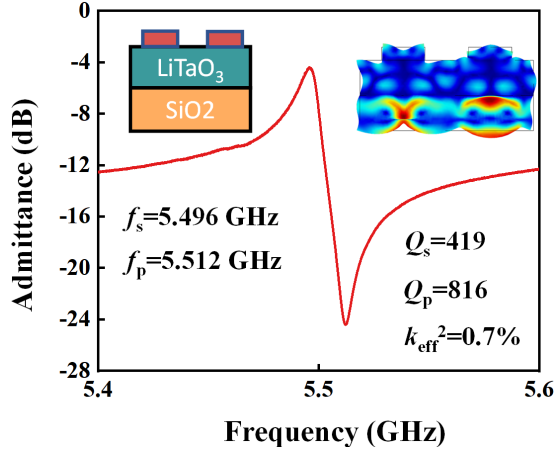 0
-4
-8
-12
-16
-20
-24
-28
Admittance (dB)
LiTaO₃
SiO2
fₛ=5.496 GHz
fₚ=5.512 GHz
Qₛ=419
Qₚ=816
k_eff²=0.7%
5.4
5.5
5.6
Frequency (GHz)